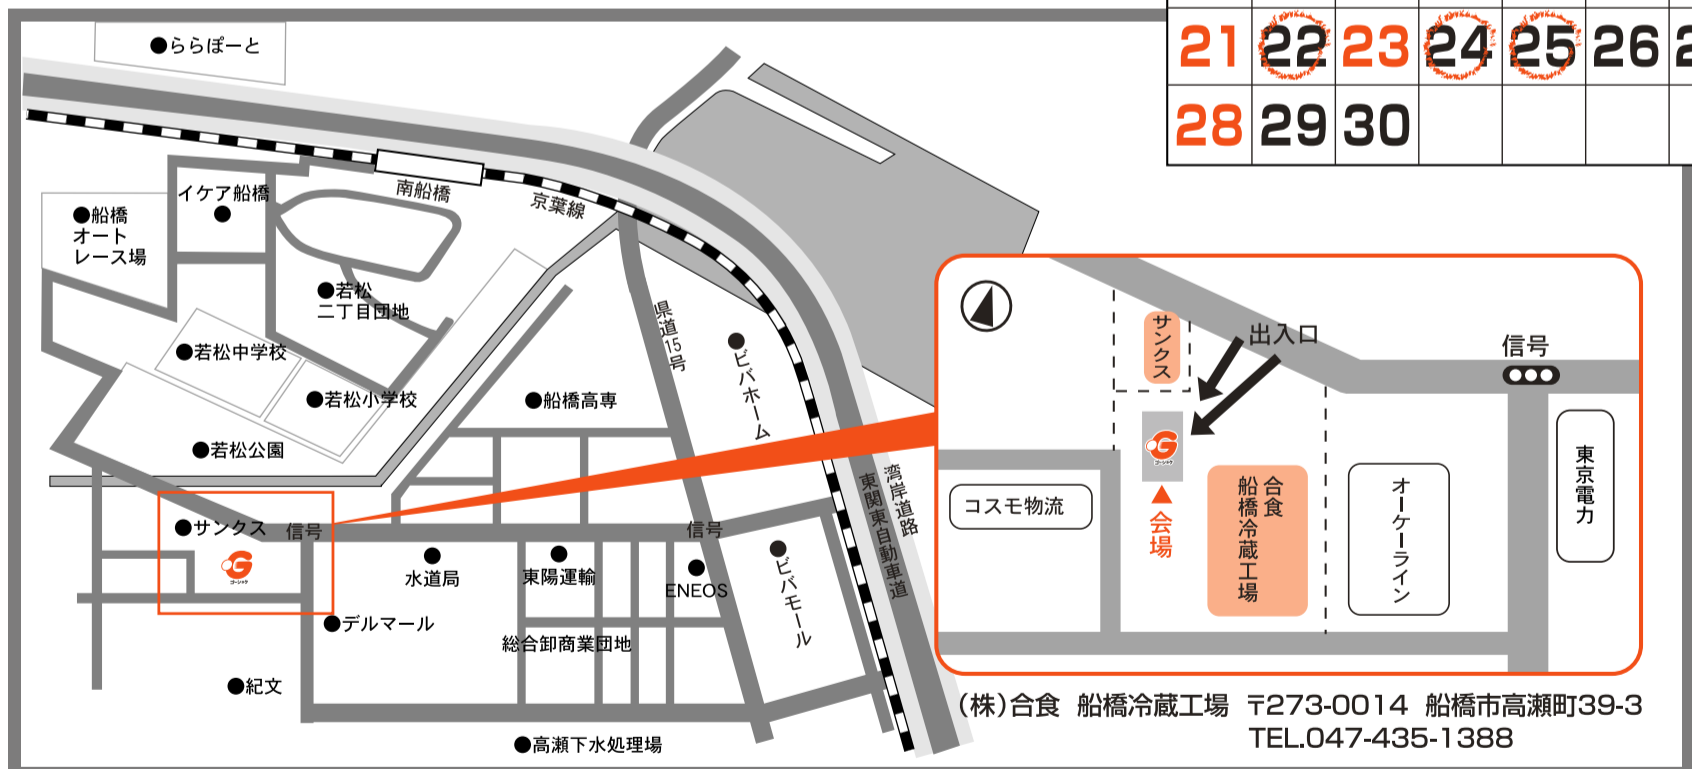 21 22 23 24 25 26
28 29 30
●ららぽーと
南船橋
京葉線
イケア船橋
●
●船橋
オート
レース場
●若松
二丁目団地
●若松中学校
●若松小学校
●若松公園
県道15号
●ビバホーム
●船橋高専
湾岸道路
東関東自動車道
●サンクス
信号
信号
ゴーショク
●
水道局
●
東陽運輸
●
ENEOS
●ビバモール
●デルマール
総合卸商業団地
●紀文
●高瀬下水処理場
サンクス
出入口
信号
G
▲
会場
コスモ物流
合食
船橋冷蔵工場
オーケーライン
東京電力
(株)合食 船橋冷蔵工場 〒273-0014 船橋市高瀬町39-3
TEL.047-435-1388